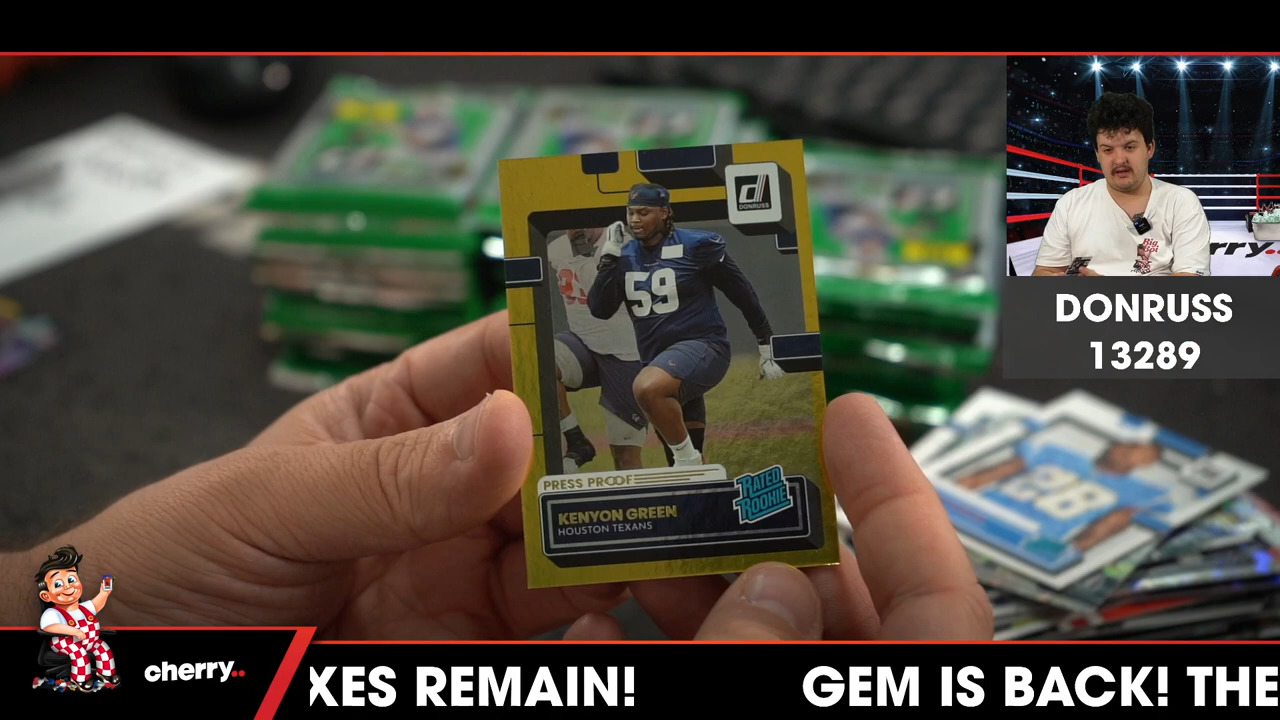 DONRUSS
59
PRESS PROOF
RATED
ROOKIE
KENYON GREEN
HOUSTON TEXANS
DONRUSS
13289
cherry..
XES REMAIN!
GEM IS BACK! THE